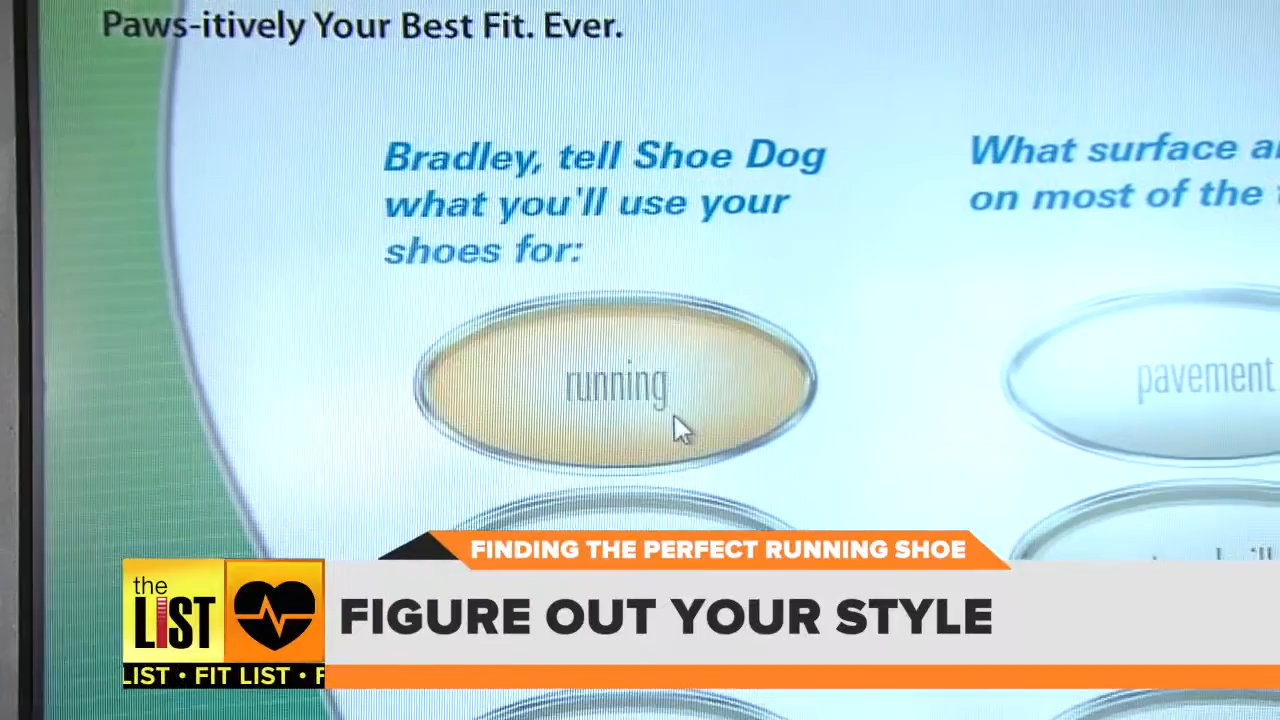 Paws-itively Your Best Fit. Ever.
Bradley, tell Shoe Dog
what you'll use your
shoes for:
What surface
on most of the
running
pavement
FINDING THE PERFECT RUNNING SHOE
the
LIST
FIGURE OUT YOUR STYLE
LIST • FIT LIST •